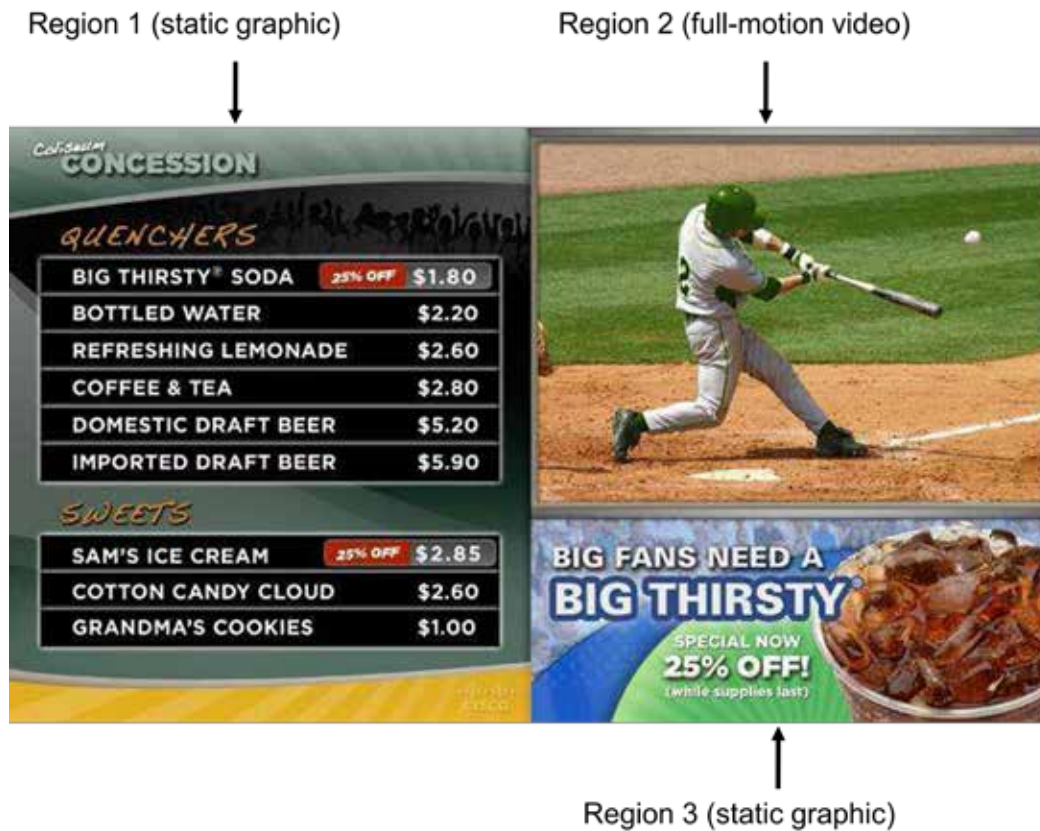 Region 1 (static graphic)
Region 2 (full-motion video)
Coliseum
CONCESSION
QUENCHERS
BIG THIRSTY® SODA 25% OFF $1.80
BOTTLED WATER $2.20
REFRESHING LEMONADE $2.60
COFFEE & TEA $2.80
DOMESTIC DRAFT BEER $5.20
IMPORTED DRAFT BEER $5.90
SWEETS
SAM'S ICE CREAM 25% OFF $2.85
COTTON CANDY CLOUD $2.60
GRANDMA'S COOKIES $1.00
CISCO
2
BIG FANS NEED A
BIG THIRSTY®
SPECIAL NOW
25% OFF!
(while supplies last)
Region 3 (static graphic)